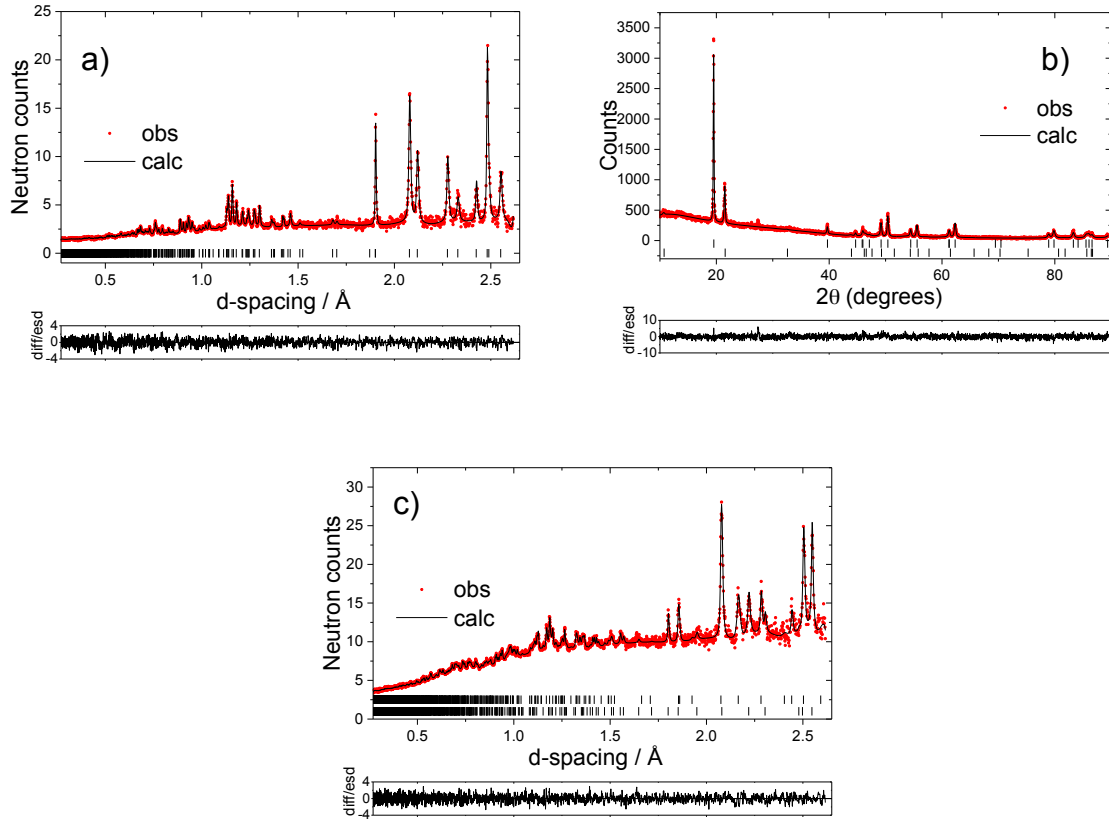 a)
25
20
15
10
5
0
Neutron counts
obs
calc
0.5 1.0 1.5 2.0 2.5
d-spacing / Å
4
0
-4
diff/esd
b)
3500
3000
2500
2000
1500
1000
500
0
Counts
obs
calc
20 40 60 80
2θ (degrees)
10
0
-10
diff/esd
c)
30
25
20
15
10
5
0
Neutron counts
obs
calc
0.5 1.0 1.5 2.0 2.5
d-spacing / Å
4
0
-4
diff/esd